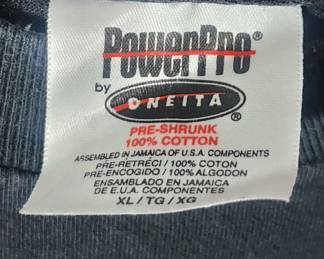 PowerPro®
by ONEITA®
PRE-SHRUNK
100% COTTON
ASSEMBLED IN JAMAICA OF U.S.A. COMPONENTS
PRE-RETRÉCI / 100% COTON
PRE-ENCOGIDO / 100% ALGODON
ENSAMBLADO EN JAMAICA
DE E.U.A. COMPONENTES
XL / TG / XG